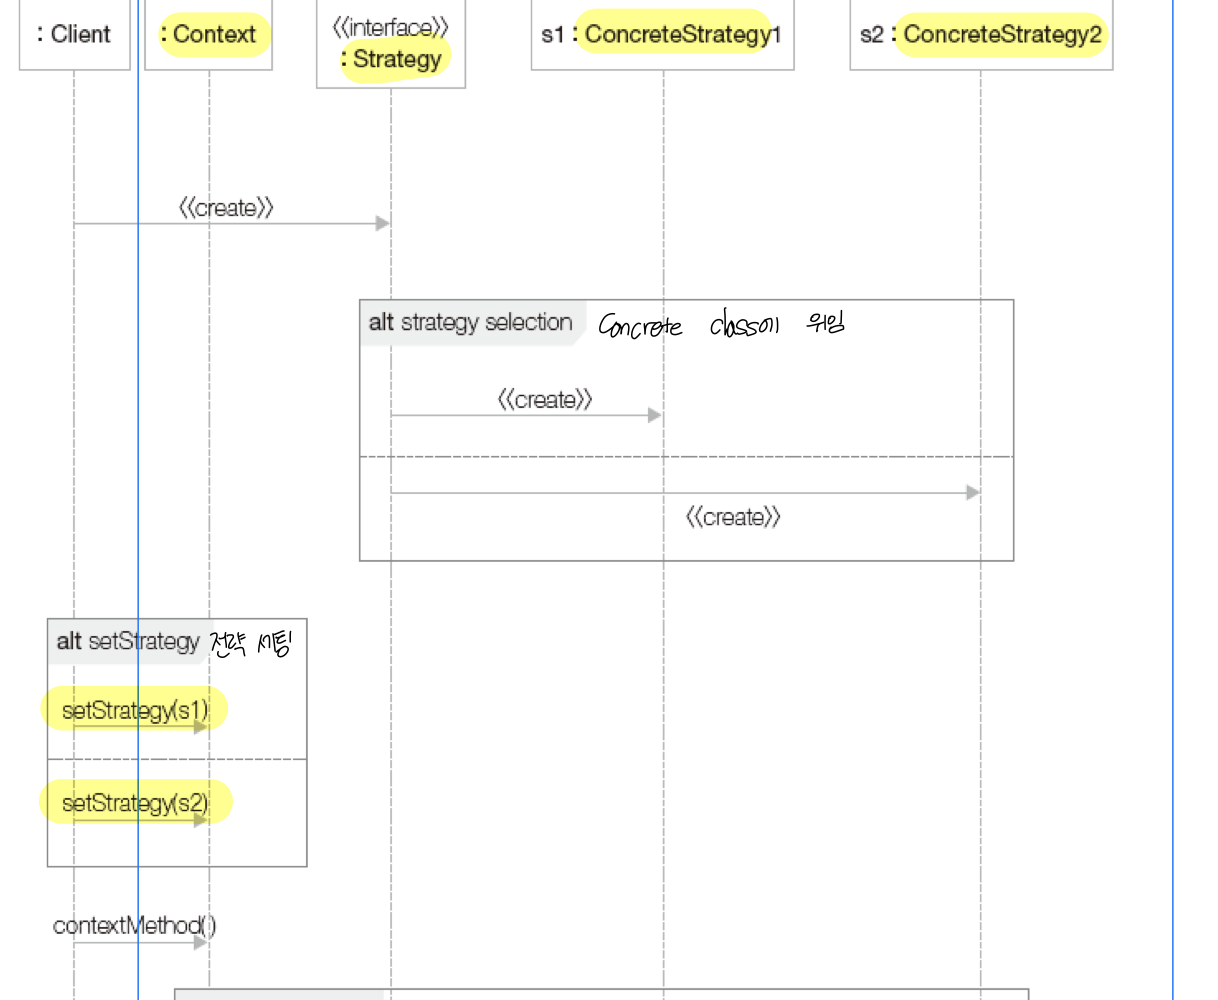 : Client
: Context
<<interface>>
: Strategy
s1 : ConcreteStrategy1
s2 : ConcreteStrategy2
<<create>>
alt strategy selection Concrete class에 위임
<<create>>
<<create>>
alt setStrategy 전략 세팅
setStrategy(s1)
setStrategy(s2)
contextMethod()